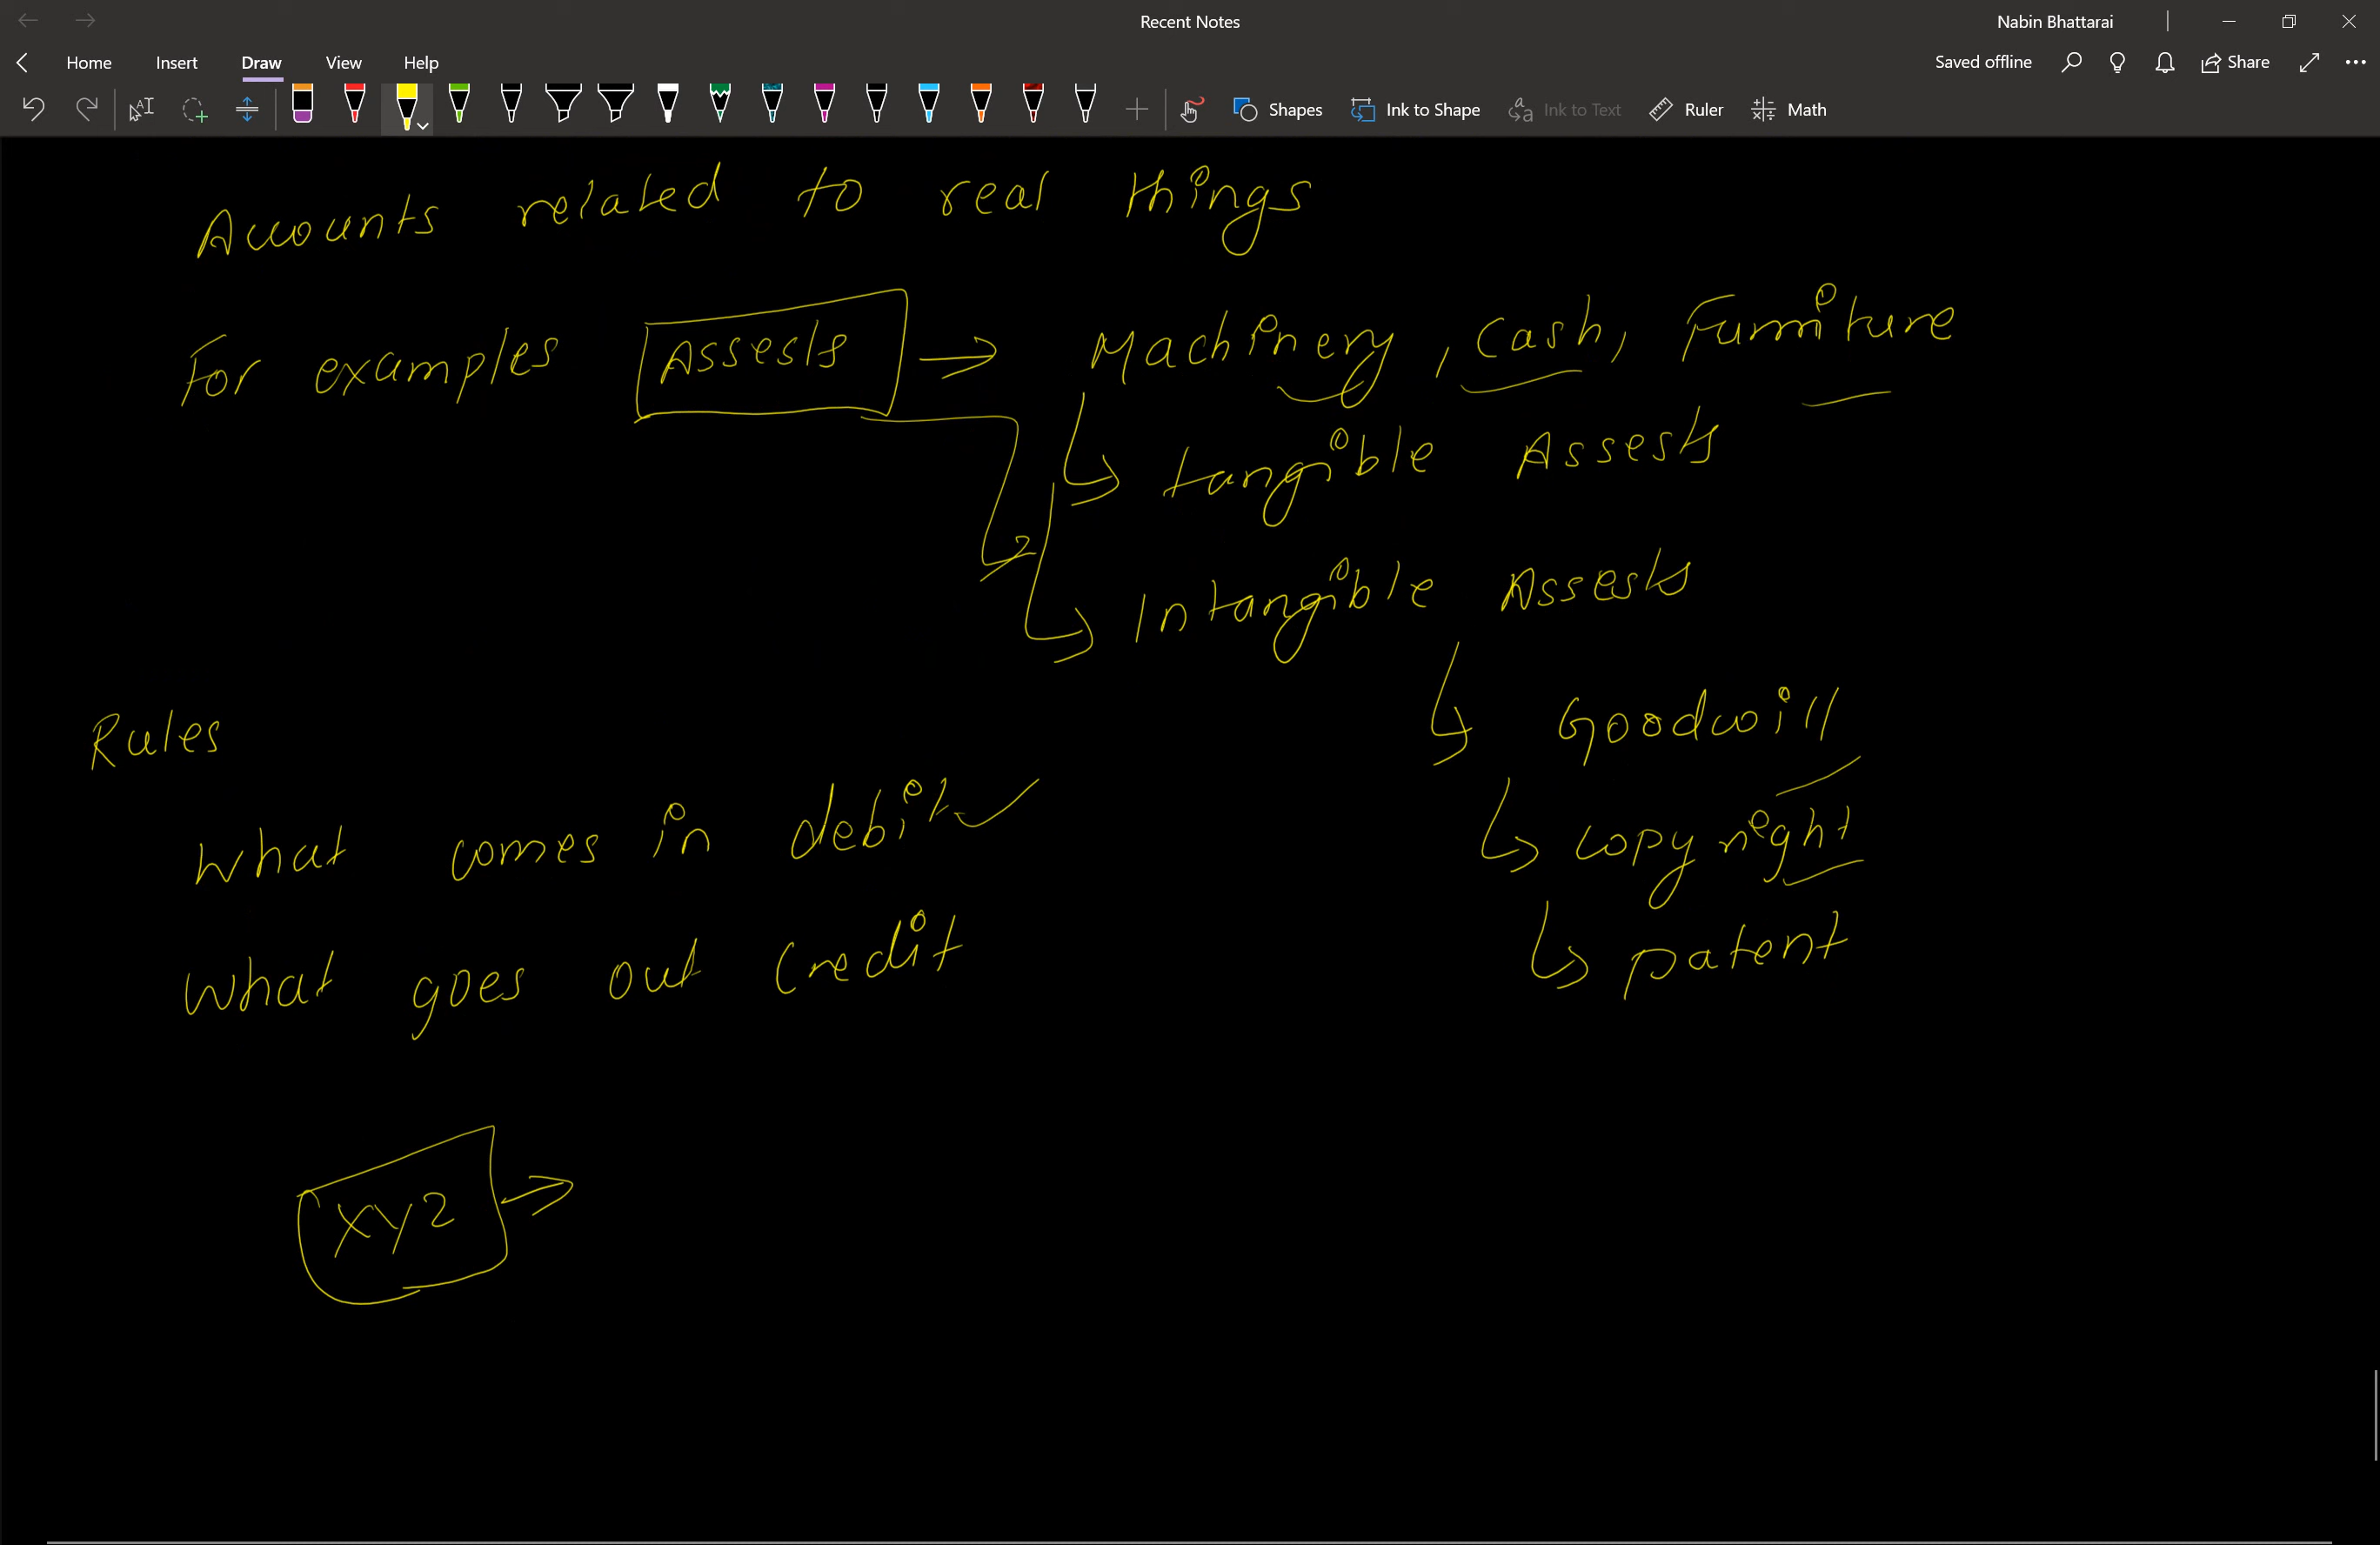 Recent Notes
Nabin Bhattarai
Home Insert Draw View Help
Saved offline
Share
Shapes Ink to Shape Ink to Text Ruler Math
Accounts related to real things
For examples Assests → Machinery, Cash, Furniture
tangible Assests
Intangible Assests
Goodwill
Rules
What comes in debit
copy right
What goes out Credit
patent
XYZ →